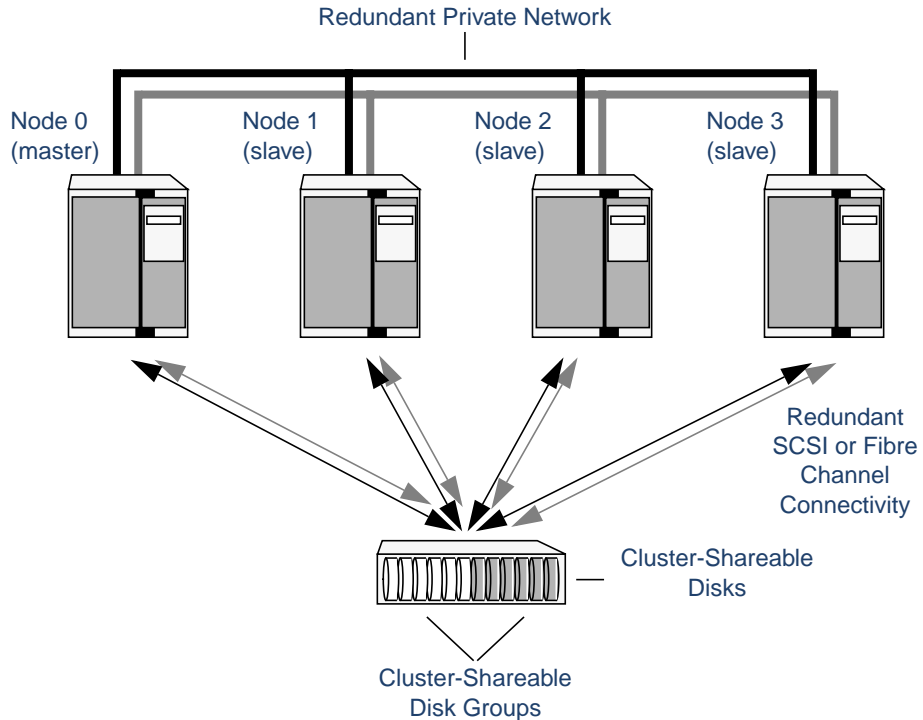 Redundant Private Network
Node 0
(master)
Node 1
(slave)
Node 2
(slave)
Node 3
(slave)
Redundant
SCSI or Fibre
Channel
Connectivity
Cluster-Shareable
Disks
Cluster-Shareable
Disk Groups